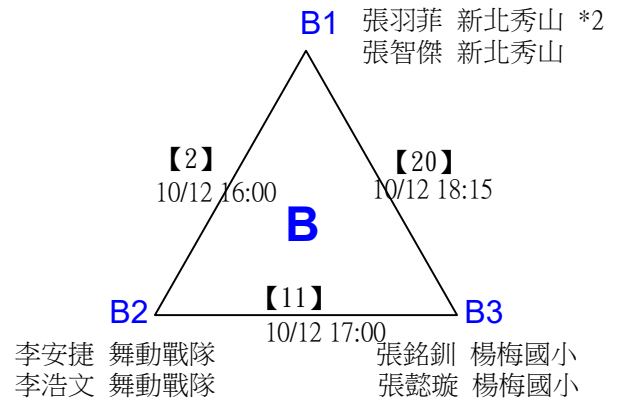 B1 張羽菲 新北秀山 *2
張智傑 新北秀山
【2】
10/12 16:00
【20】
10/12 18:15
B
【11】
10/12 17:00
B2
B3
李安捷 舞動戰隊
李浩文 舞動戰隊
張銘釧 楊梅國小
張懿璇 楊梅國小